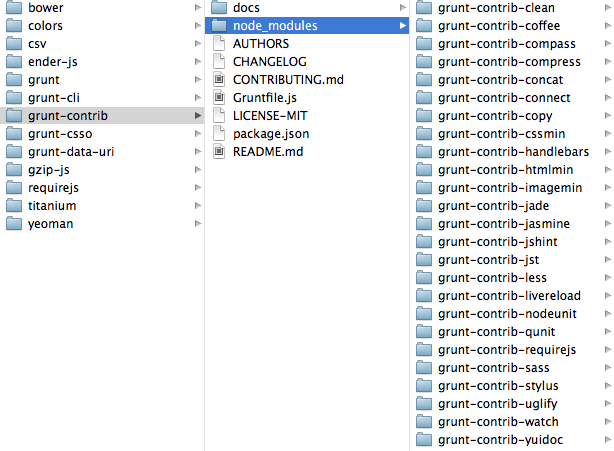 bower
colors
csv
ender-js
grunt
grunt-cli
grunt-contrib
grunt-csso
grunt-data-uri
gzip-js
requirejs
titanium
yeoman
docs
node_modules
AUTHORS
CHANGELOG
CONTRIBUTING.md
Gruntfile.js
LICENSE-MIT
package.json
README.md
grunt-contrib-clean
grunt-contrib-coffee
grunt-contrib-compass
grunt-contrib-compress
grunt-contrib-concat
grunt-contrib-connect
grunt-contrib-copy
grunt-contrib-cssmin
grunt-contrib-handlebars
grunt-contrib-htmlmin
grunt-contrib-imagemin
grunt-contrib-jade
grunt-contrib-jasmine
grunt-contrib-jshint
grunt-contrib-jst
grunt-contrib-less
grunt-contrib-livereload
grunt-contrib-nodeunit
grunt-contrib-qunit
grunt-contrib-requirejs
grunt-contrib-sass
grunt-contrib-stylus
grunt-contrib-uglify
grunt-contrib-watch
grunt-contrib-yuidoc